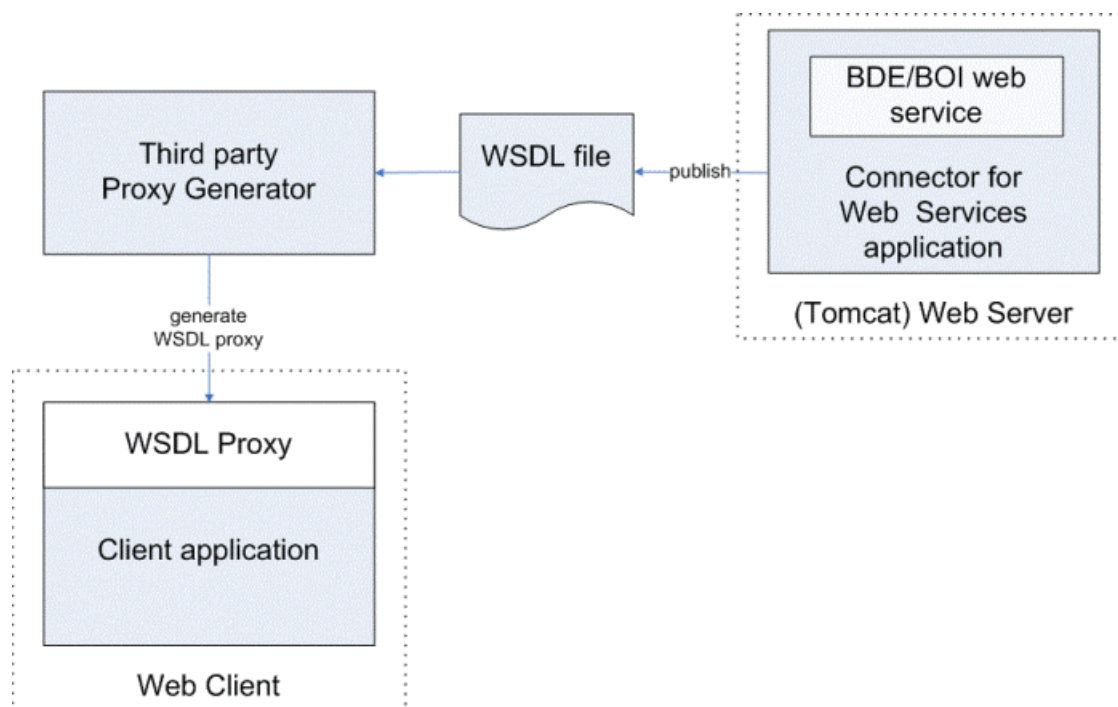 BDE/BOI web
service
Third party
Proxy Generator
WSDL file
publish
Connector for
Web Services
application
(Tomcat) Web Server
generate
WSDL proxy
WSDL Proxy
Client application
Web Client